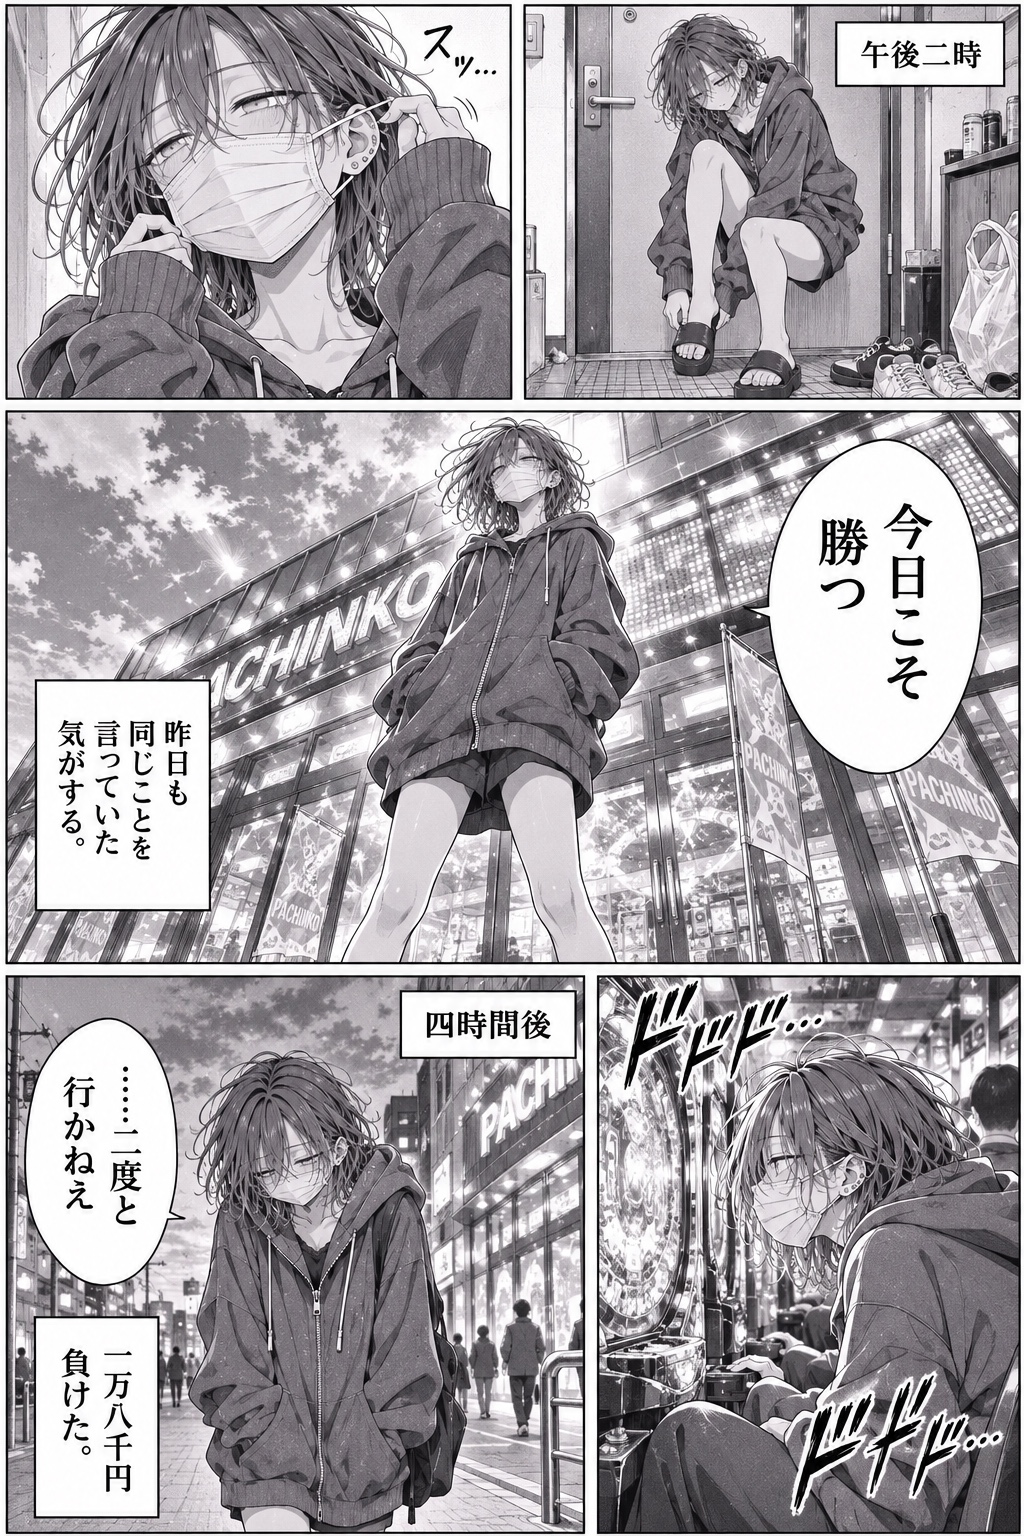 午後二時
スッ…
今日こそ
勝つ
PACHINKO
昨日も
同じことを
言っていた
気がする。
PACHINKO
PACHINKO
PACHINKO
PACHINKO
ドドド…
ドドド…
四時間後
PACHI
……二度と
行かねえ
一万八千円
負けた。